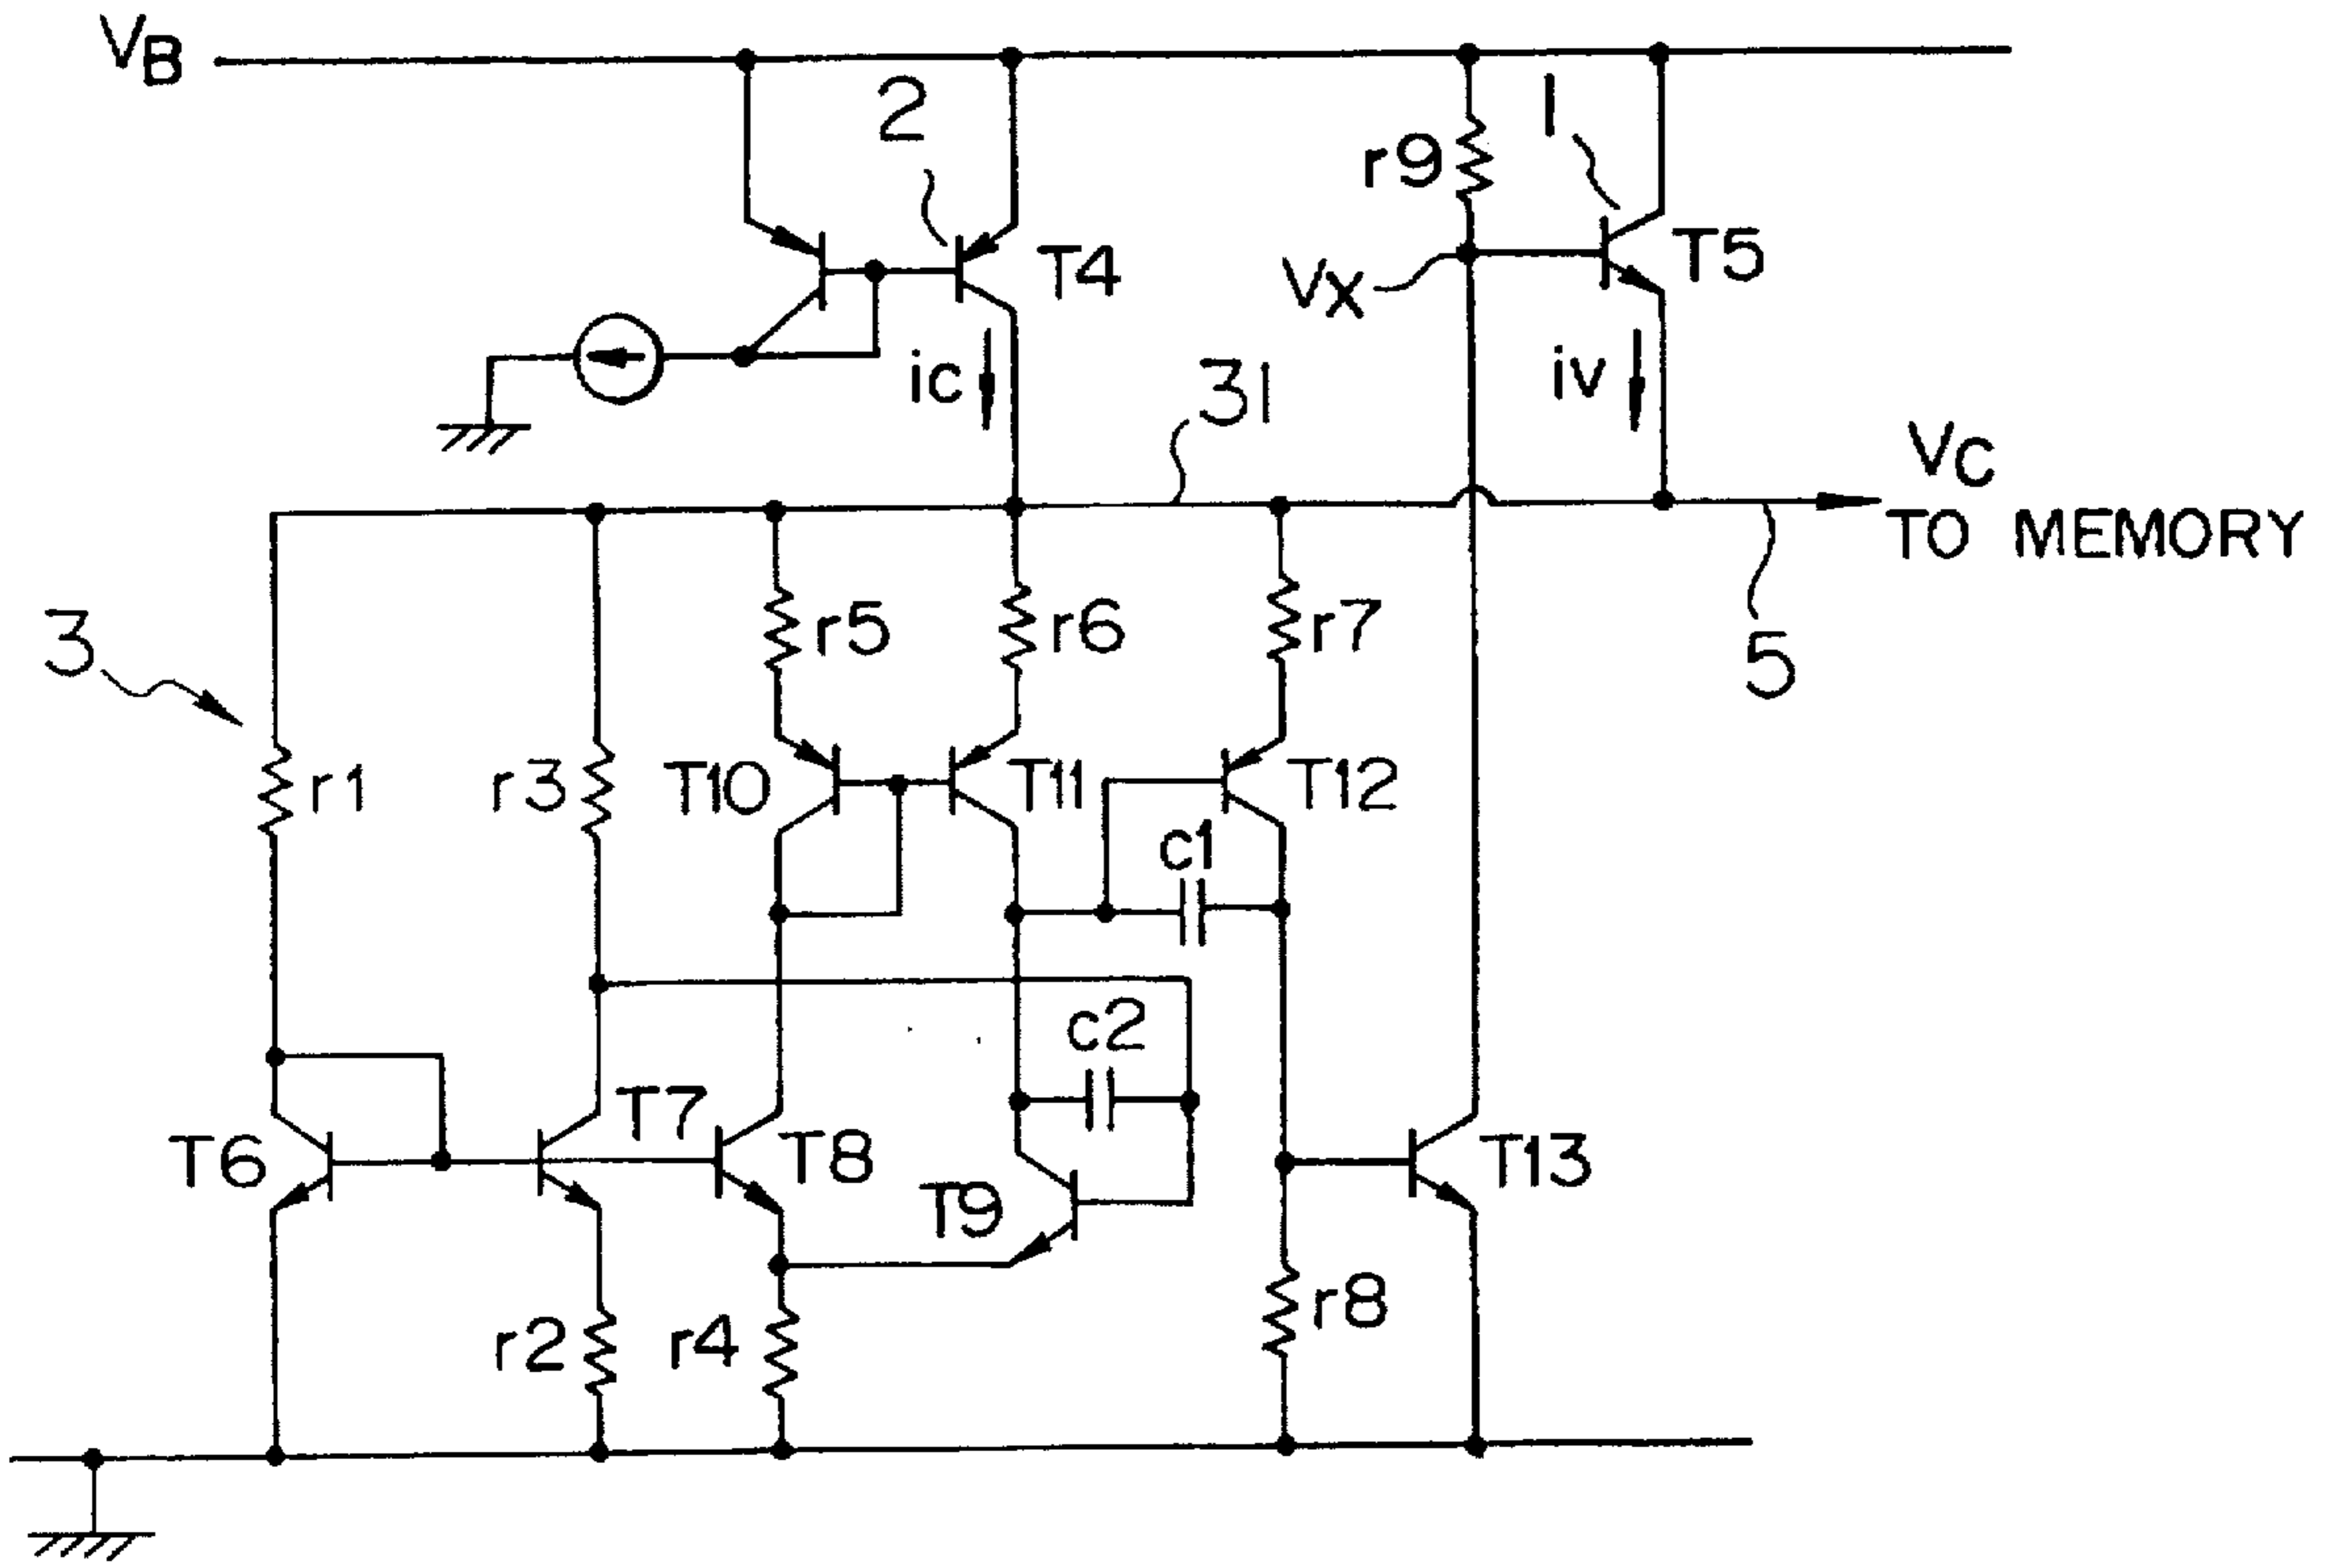 VB
2
1
r9
T4
VX
T5
ic
31
iv
VC
TO MEMORY
3
r5
r6
r7
5
r1
r3
T10
T11
T12
c1
c2
T7
T6
T8
T9
T13
r2
r4
r8